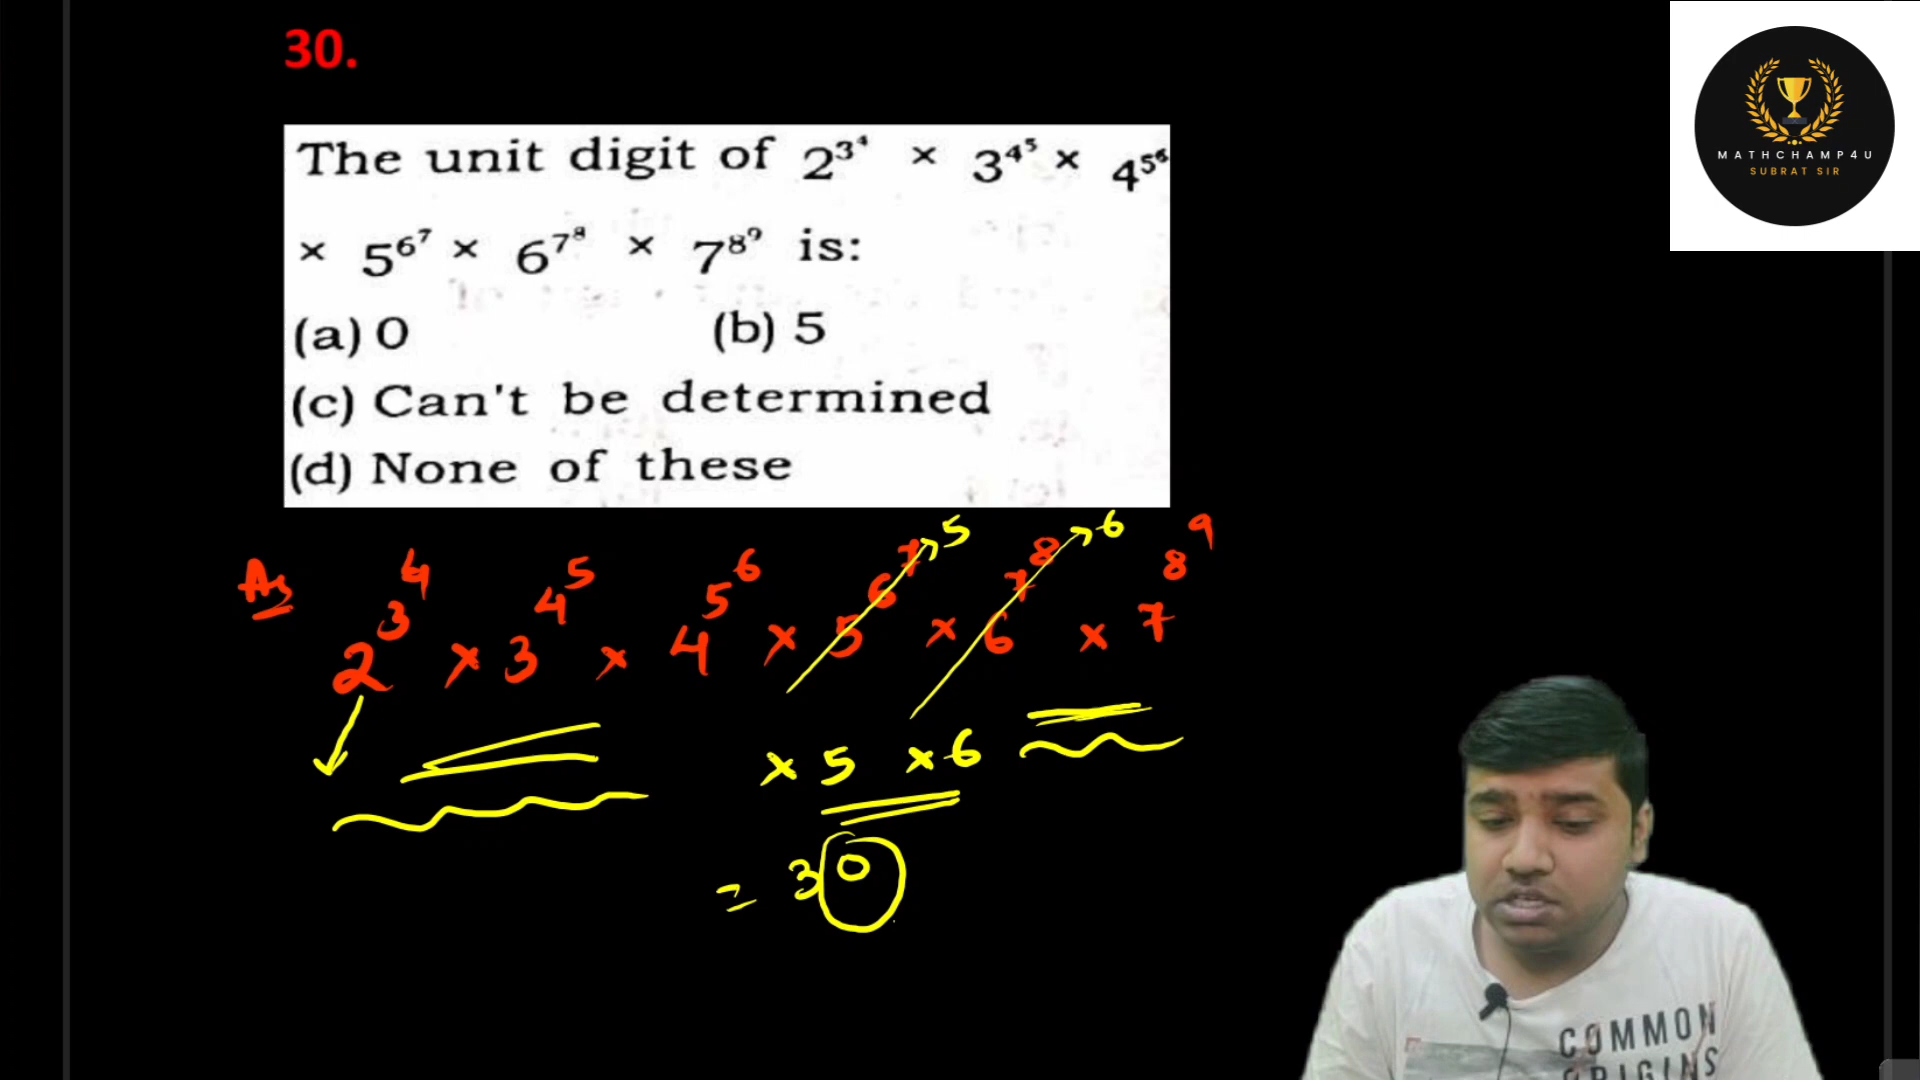 30.
MATHCHAMP4U
SUBRAT SIR
The unit digit of 2^3^4 × 3^4^5 × 4^5^6
× 5^6^7 × 6^7^8 × 7^8^9 is:
(a) 0 (b) 5
(c) Can't be determined
(d) None of these
→5 →6
As 2^3^4 × 3^4^5 × 4^5^6 × 5^6^7 × 6^7^8 × 7^8^9
× 5 × 6
= 30
COMMON
ORIGINS